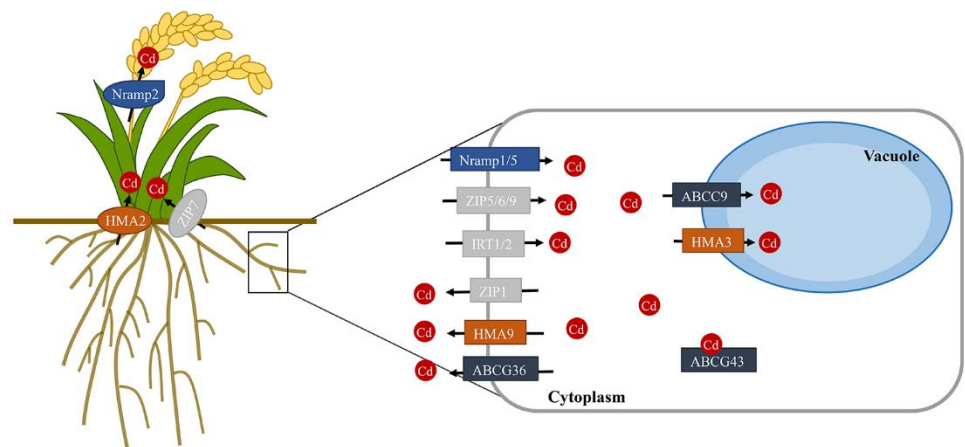 Cd
Nramp2
Cd
Cd
HMA2
ZIP7
Nramp1/5
Cd
ZIP5/6/9
Cd
IRT1/2
Cd
Cd
ZIP1
Cd
HMA9
Cd
Cd
ABCG36
Cytoplasm
Cd
Cd
Cd
ABCG43
Vacuole
ABCC9
Cd
HMA3
Cd